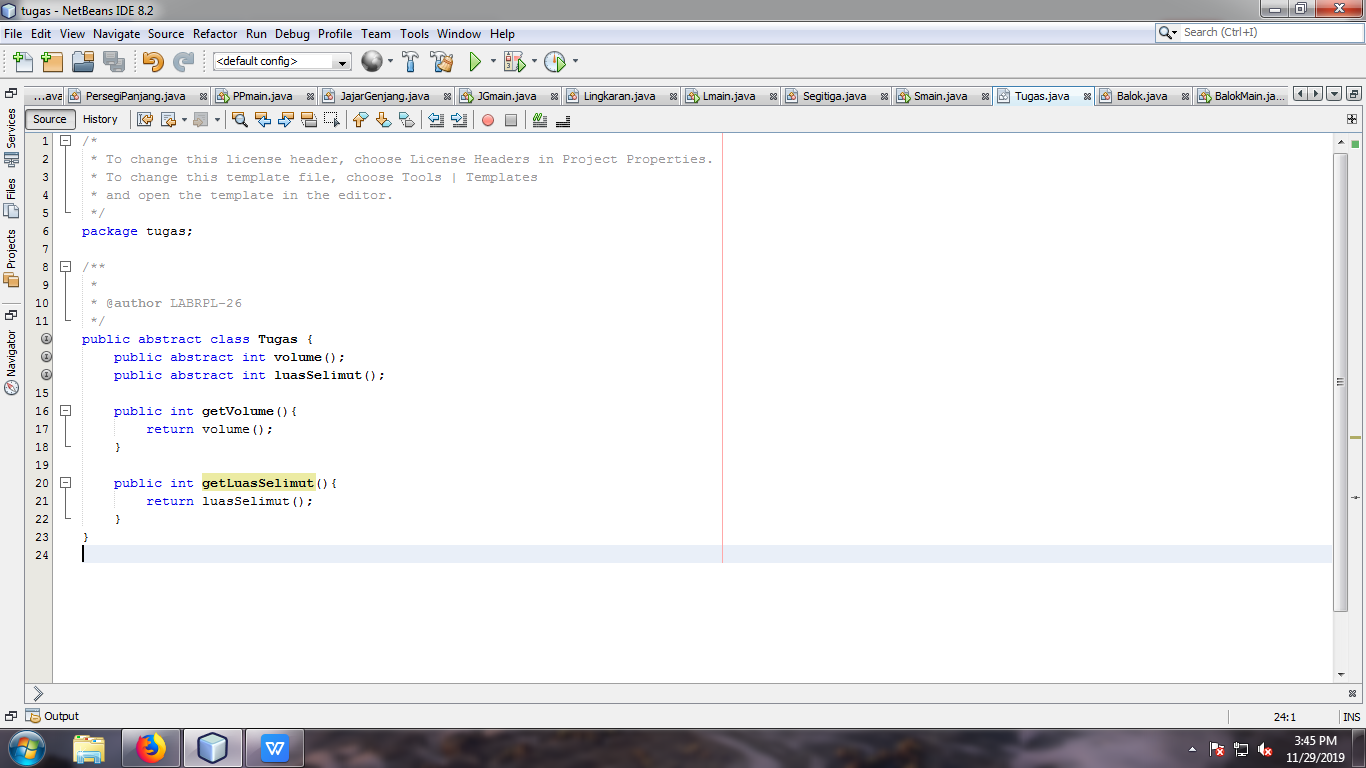 tugas - NetBeans IDE 8.2
File Edit View Navigate Source Refactor Run Debug Profile Team Tools Window Help
Search (Ctrl+I)
<default config>
...ava PersegiPanjang.java PPmain.java JajarGenjang.java JGmain.java Lingkaran.java Lmain.java Segitiga.java Smain.java Tugas.java Balok.java BalokMain.ja...
Source History
Services
Files
Projects
Navigator
1 /*
2 * To change this license header, choose License Headers in Project Properties.
3 * To change this template file, choose Tools | Templates
4 * and open the template in the editor.
5 */
6 package tugas;
7
8 /**
9 *
10 * @author LABRPL-26
11 */
public abstract class Tugas {
public abstract int volume();
public abstract int luasSelimut();
15
16 public int getVolume(){
17 return volume();
18 }
19
20 public int getLuasSelimut(){
21 return luasSelimut();
22 }
23 }
24
Output
24:1 INS
3:45 PM
11/29/2019